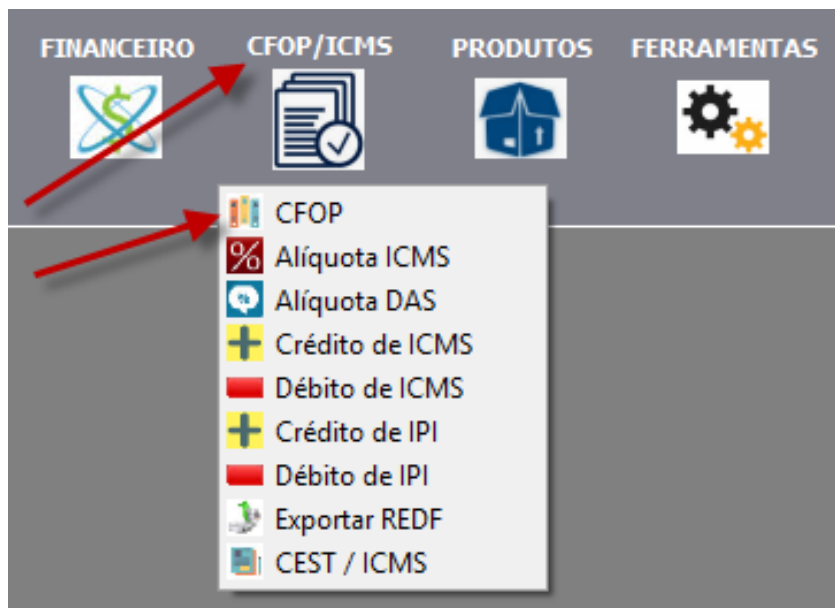 FINANCEIRO CFOP/ICMS PRODUTOS FERRAMENTAS
CFOP
% Alíquota ICMS
Alíquota DAS
Crédito de ICMS
Débito de ICMS
Crédito de IPI
Débito de IPI
Exportar REDF
CEST / ICMS